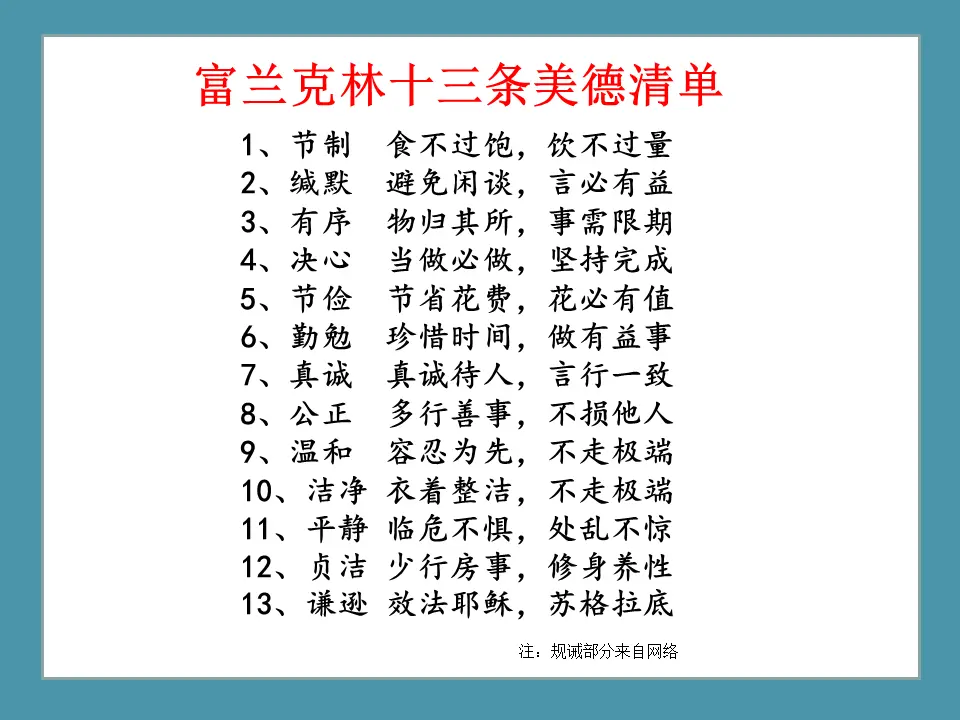 富兰克林十三条美德清单
1、节制 食不过饱，饮不过量
2、缄默 避免闲谈，言必有益
3、有序 物归其所，事需限期
4、决心 当做必做，坚持完成
5、节俭 节省花费，花必有值
6、勤勉 珍惜时间，做有益事
7、真诚 真诚待人，言行一致
8、公正 多行善事，不损他人
9、温和 容忍为先，不走极端
10、洁净 衣着整洁，不走极端
11、平静 临危不惧，处乱不惊
12、贞洁 少行房事，修身养性
13、谦逊 效法耶稣，苏格拉底
注：规诫部分来自网络